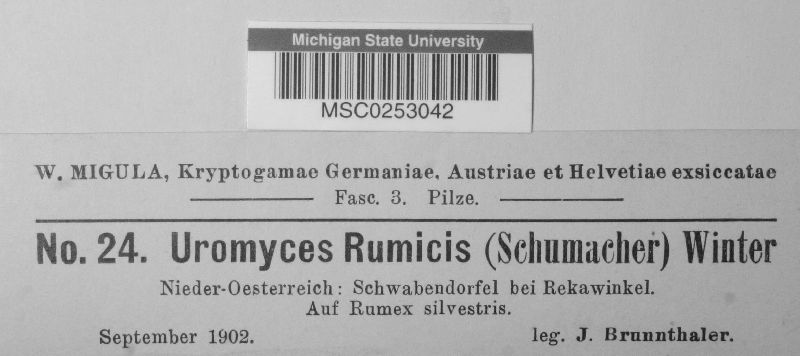 Michigan State University
MSC0253042
W. MIGULA, Kryptogamae Germaniae, Austriae et Helvetiae exsiccatae
Fasc. 3. Pilze.
No. 24. Uromyces Rumicis (Schumacher) Winter
Nieder-Oesterreich: Schwabendorfel bei Rekawinkel.
Auf Rumex silvestris.
September 1902. leg. J. Brunnthaler.